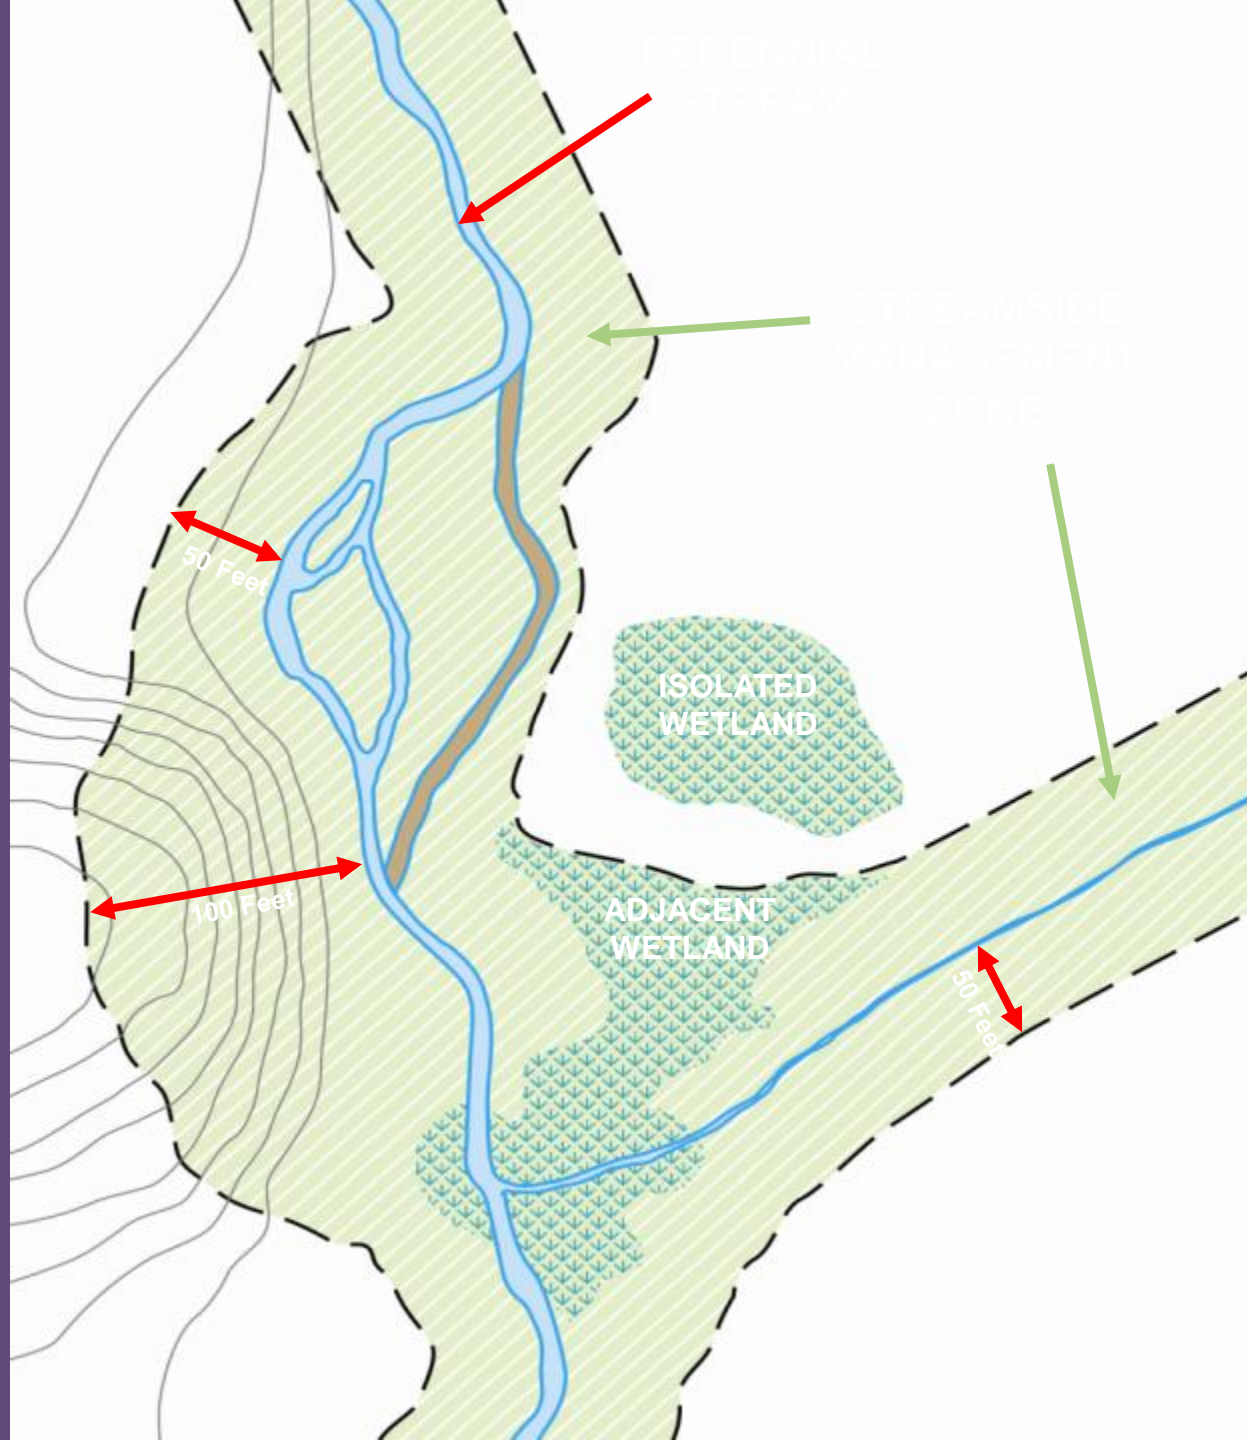 PERENNIAL
STREAM
STREAMSIDE
MANAGEMENT
ZONE
50 Feet
ISOLATED
WETLAND
100 Feet
ADJACENT
WETLAND
50 Feet